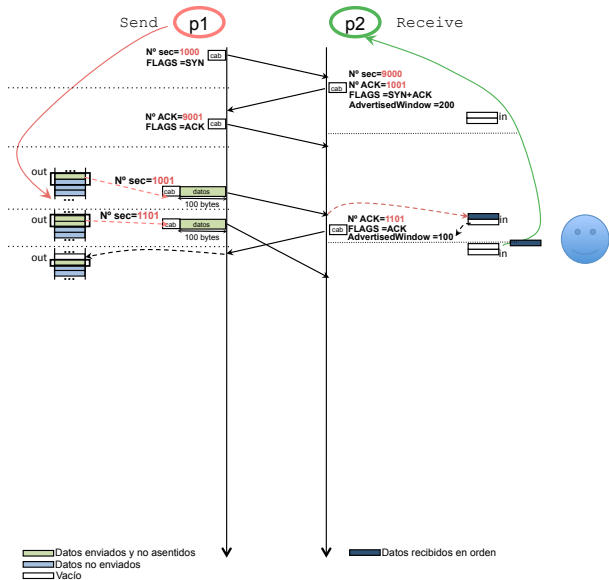 Send p1 p2 Receive
Nº sec=1000
FLAGS =SYN
cab
Nº sec=9000
Nº ACK=1001
FLAGS =SYN+ACK
AdvertisedWindow =200
cab
in
Nº ACK=9001
FLAGS =ACK
cab
out
...
...
Nº sec=1001
cab datos
100 bytes
out
...
...
Nº sec=1101
cab datos
100 bytes
in
Nº ACK=1101
FLAGS =ACK
AdvertisedWindow =100
cab
in
out
...
...
Datos enviados y no asentidos
Datos no enviados
Vacío
Datos recibidos en orden